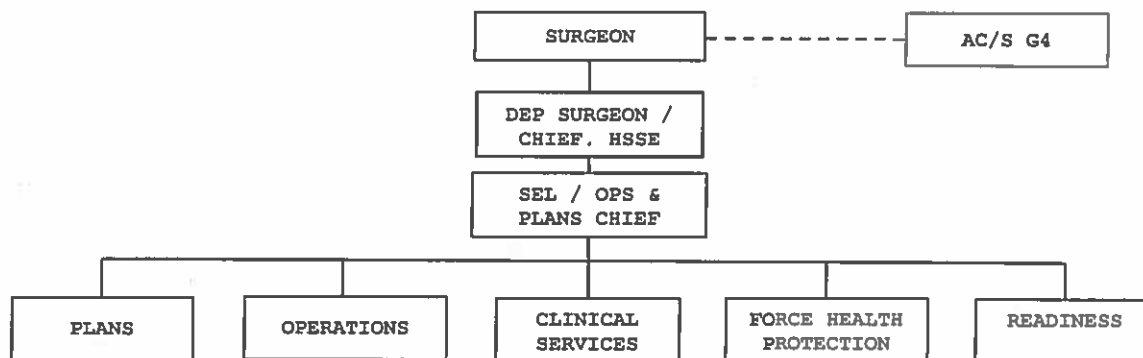 SURGEON
AC/S G4
DEP SURGEON /
CHIEF, HSSE
SEL / OPS &
PLANS CHIEF
PLANS
OPERATIONS
CLINICAL
SERVICES
FORCE HEALTH
PROTECTION
READINESS